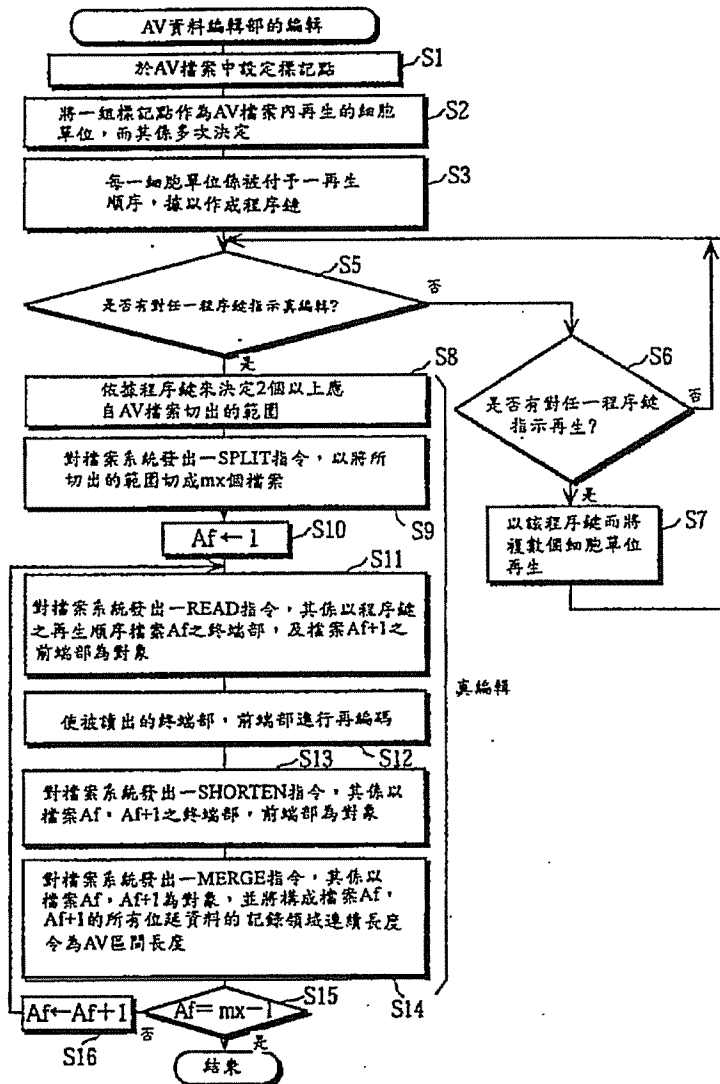 AV資料編輯部的編輯
於AV檔案中設定標記點
S1
將一組標記點作為AV檔案內再生的細胞
單位，而其係多次決定
S2
每一細胞單位係被付予一再生
順序，據以作成程序鏈
S3
S5
是否有對任一程序鏈指示真編輯？
否
是
S6
是否有對任一程序鏈
指示再生？
否
是
S7
以該程序鏈而將
複數個細胞單位
再生
S8
依據程序鏈來決定2個以上應
自AV檔案切出的範圍
對檔案系統發出一SPLIT指令，以將所
切出的範圍切成mx個檔案
S9
Af←1
S10
S11
對檔案系統發出一READ指令，其係以程序鏈
之再生順序檔案Af之終端部，及檔案Af+1之
前端部為對象
真編輯
使被讀出的終端部，前端部進行再編碼
S12
S13
對檔案系統發出一SHORTEN指令，其係以
檔案Af，Af+1之終端部，前端部為對象
對檔案系統發出一MERGE指令，其係以
檔案Af，Af+1為對象，並將構成檔案Af，
Af+1的所有位延資料的記錄領域連續長度
令為AV區間長度
S14
S15
Af=mx−1
否
是
Af←Af+1
S16
結束